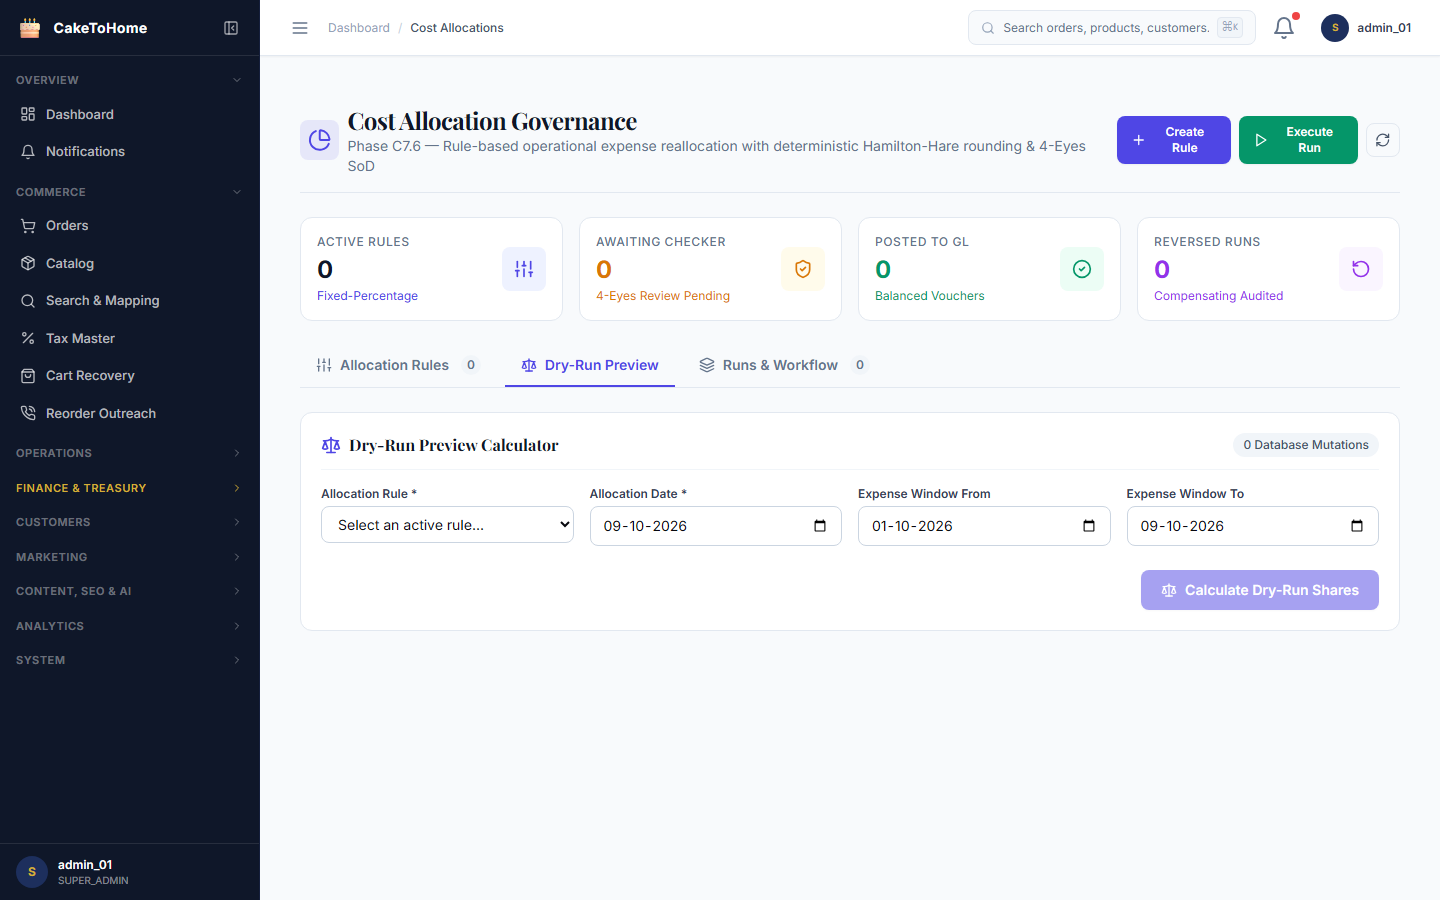 CakeToHome
OVERVIEW
Dashboard
Notifications
COMMERCE
Orders
Catalog
Search & Mapping
Tax Master
Cart Recovery
Reorder Outreach
OPERATIONS
FINANCE & TREASURY
CUSTOMERS
MARKETING
CONTENT, SEO & AI
ANALYTICS
SYSTEM
S
admin_01
SUPER_ADMIN
Dashboard / Cost Allocations
Search orders, products, customers.
⌘K
S
admin_01
Cost Allocation Governance
Phase C7.6 — Rule-based operational expense reallocation with deterministic Hamilton-Hare rounding & 4-Eyes
SoD
Create
Rule
Execute
Run
ACTIVE RULES
0
Fixed-Percentage
AWAITING CHECKER
0
4-Eyes Review Pending
POSTED TO GL
0
Balanced Vouchers
REVERSED RUNS
0
Compensating Audited
Allocation Rules 0
Dry-Run Preview
Runs & Workflow 0
Dry-Run Preview Calculator
0 Database Mutations
Allocation Rule *
Select an active rule...
Allocation Date *
09-10-2026
Expense Window From
01-10-2026
Expense Window To
09-10-2026
Calculate Dry-Run Shares